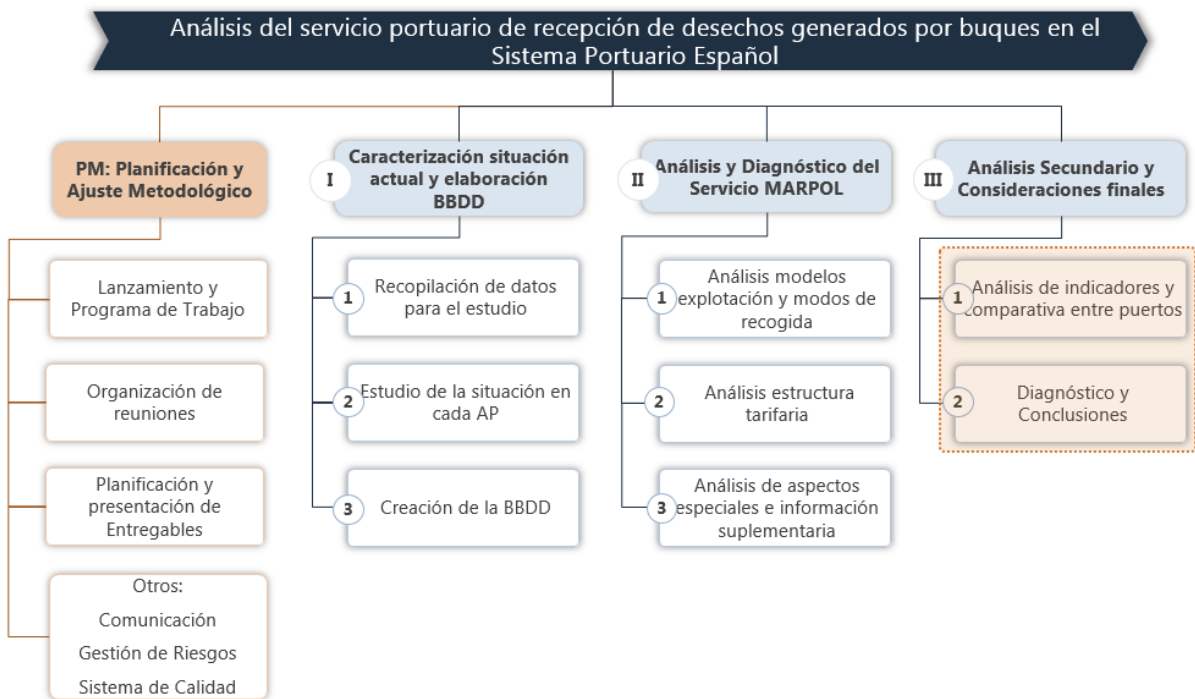 Análisis del servicio portuario de recepción de desechos generados por buques en el
Sistema Portuario Español
PM: Planificación y
Ajuste Metodológico
Lanzamiento y
Programa de Trabajo
Organización de
reuniones
Planificación y
presentación de
Entregables
Otros:
Comunicación
Gestión de Riesgos
Sistema de Calidad
I
Caracterización situación
actual y elaboración
BBDD
1
Recopilación de datos
para el estudio
2
Estudio de la situación en
cada AP
3
Creación de la BBDD
II
Análisis y Diagnóstico del
Servicio MARPOL
1
Análisis modelos
explotación y modos de
recogida
2
Análisis estructura
tarifaria
3
Análisis de aspectos
especiales e información
suplementaria
III
Análisis Secundario y
Consideraciones finales
1
Análisis de indicadores y
comparativa entre puertos
2
Diagnóstico y
Conclusiones